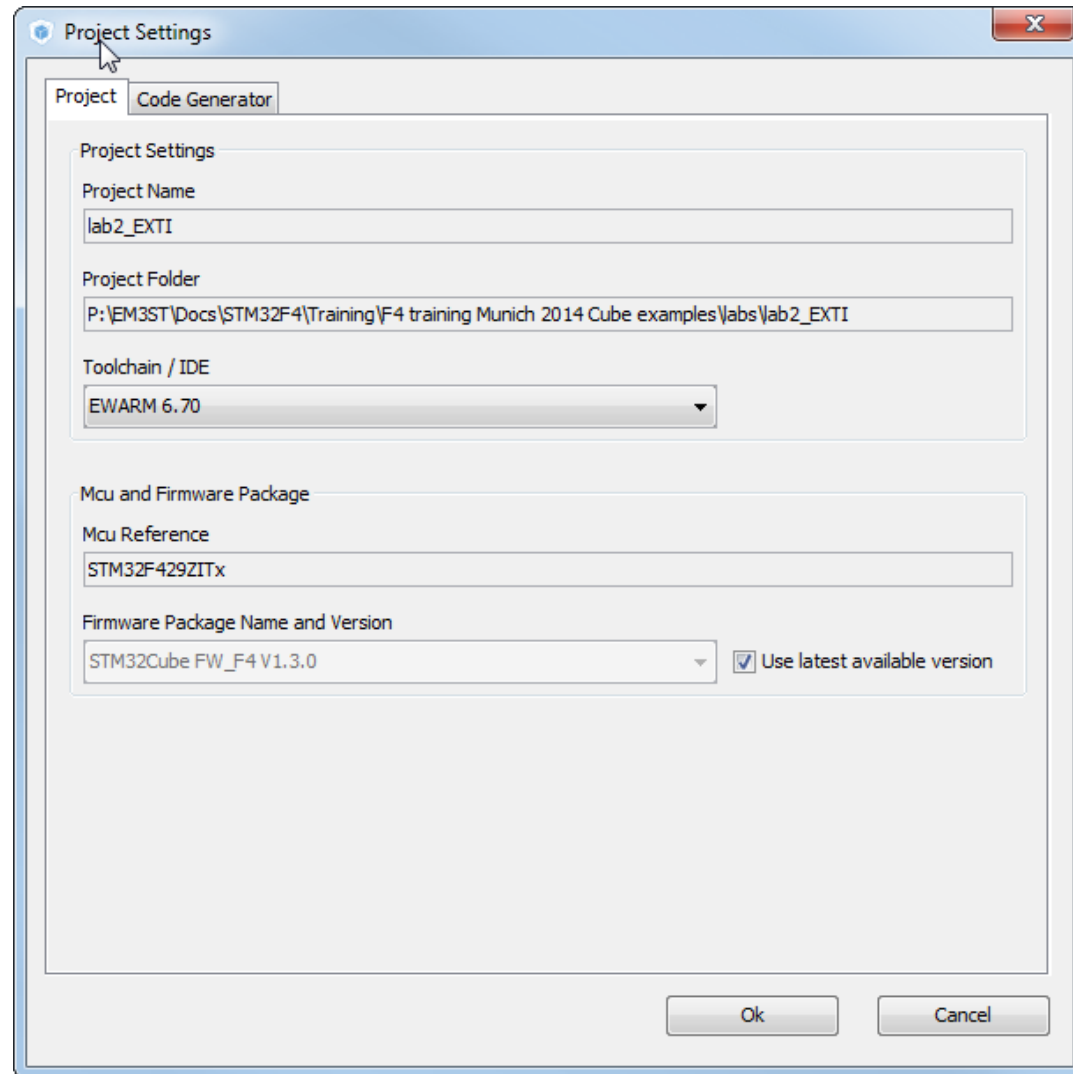 Project Settings
Project
Code Generator
Project Settings
Project Name
lab2_EXTI
Project Folder
P:\EM3ST\Docs\STM32F4\Training\F4 training Munich 2014 Cube examples\labs\lab2_EXTI
Toolchain / IDE
EWARM 6.70
Mcu and Firmware Package
Mcu Reference
STM32F429ZITx
Firmware Package Name and Version
STM32Cube FW_F4 V1.3.0
Use latest available version
Ok
Cancel